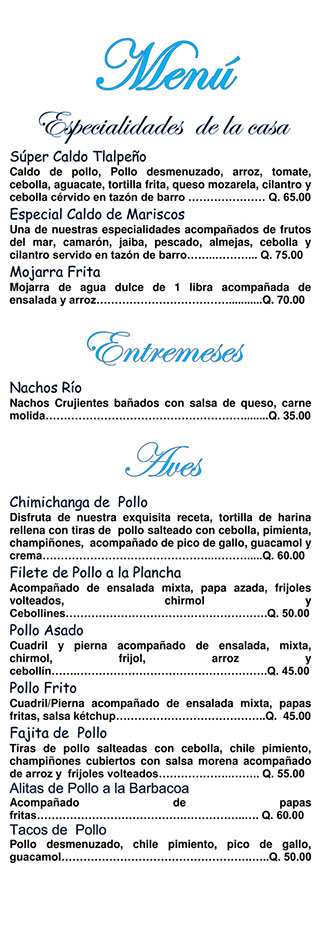 Menú
Especialidades de la casa
Súper Caldo Tlalpeño
Caldo de pollo, Pollo desmenuzado, arroz, tomate,
cebolla, aguacate, tortilla frita, queso mozarela, cilantro y
cebolla cérvido en tazón de barro ………………… Q. 65.00
Especial Caldo de Mariscos
Una de nuestras especialidades acompañados de frutos
del mar, camarón, jaiba, pescado, almejas, cebolla y
cilantro servido en tazón de barro……..………... Q. 75.00
Mojarra Frita
Mojarra de agua dulce de 1 libra acompañada de
ensalada y arroz……………………………............Q. 70.00
Entremeses
Nachos Río
Nachos Crujientes bañados con salsa de queso, carne
molida……………………………………………….........Q. 35.00
Aves
Chimichanga de Pollo
Disfruta de nuestra exquisita receta, tortilla de harina
rellena con tiras de pollo salteado con cebolla, pimienta,
champiñones, acompañado de pico de gallo, guacamol y
crema…………………………………….…………....Q. 60.00
Filete de Pollo a la Plancha
Acompañado de ensalada mixta, papa azada, frijoles
volteados, chirmol y
Cebollines……………………………………………….Q. 50.00
Pollo Asado
Cuadril y pierna acompañado de ensalada, mixta,
chirmol, frijol, arroz y
cebollín……..…………………………………………….Q. 45.00
Pollo Frito
Cuadril/Pierna acompañado de ensalada mixta, papas
fritas, salsa kétchup………………………………….Q. 45.00
Fajita de Pollo
Tiras de pollo salteadas con cebolla, chile pimiento,
champiñones cubiertos con salsa morena acompañado
de arroz y frijoles volteados………………..……. Q. 55.00
Alitas de Pollo a la Barbacoa
Acompañado de papas
fritas………………………………………………..…. Q. 60.00
Tacos de Pollo
Pollo desmenuzado, chile pimiento, pico de gallo,
guacamol…………………………………………….…..Q. 50.00